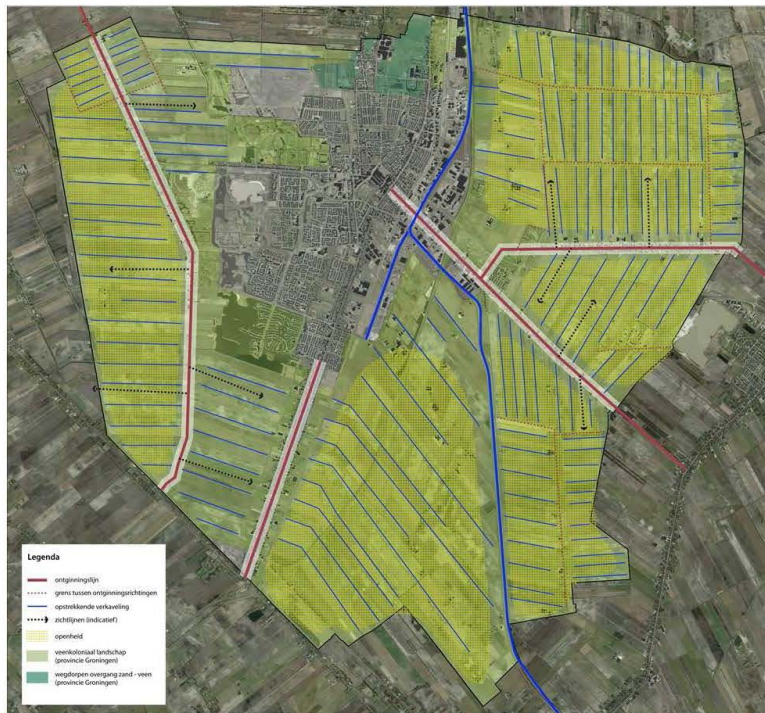 Legenda
ontginningslijn
grens tussen ontginningsrichtingen
opstrekkende verkaveling
zichtlijnen (indicatief)
openheid
veenkoloniaal landschap
(provincie Groningen)
wegdorpen overgang zand - veen
(provincie Groningen)